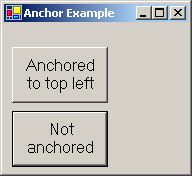 Anchor Example
Anchored
to top left
Not
anchored